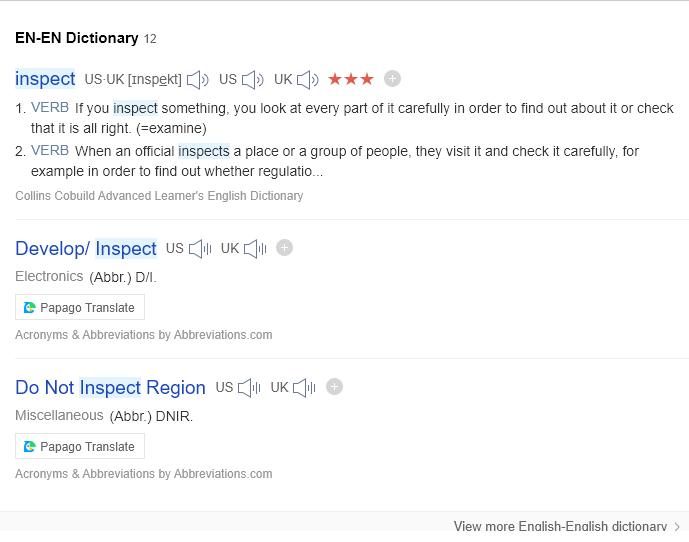 EN-EN Dictionary 12
inspect US·UK [ɪnspekt] US UK ★★★
1. VERB If you inspect something, you look at every part of it carefully in order to find out about it or check
that it is all right. (=examine)
2. VERB When an official inspects a place or a group of people, they visit it and check it carefully, for
example in order to find out whether regulatio...
Collins Cobuild Advanced Learner's English Dictionary
Develop/ Inspect US UK
Electronics (Abbr.) D/I.
Papago Translate
Acronyms & Abbreviations by Abbreviations.com
Do Not Inspect Region US UK
Miscellaneous (Abbr.) DNIR.
Papago Translate
Acronyms & Abbreviations by Abbreviations.com
View more English-English dictionary >